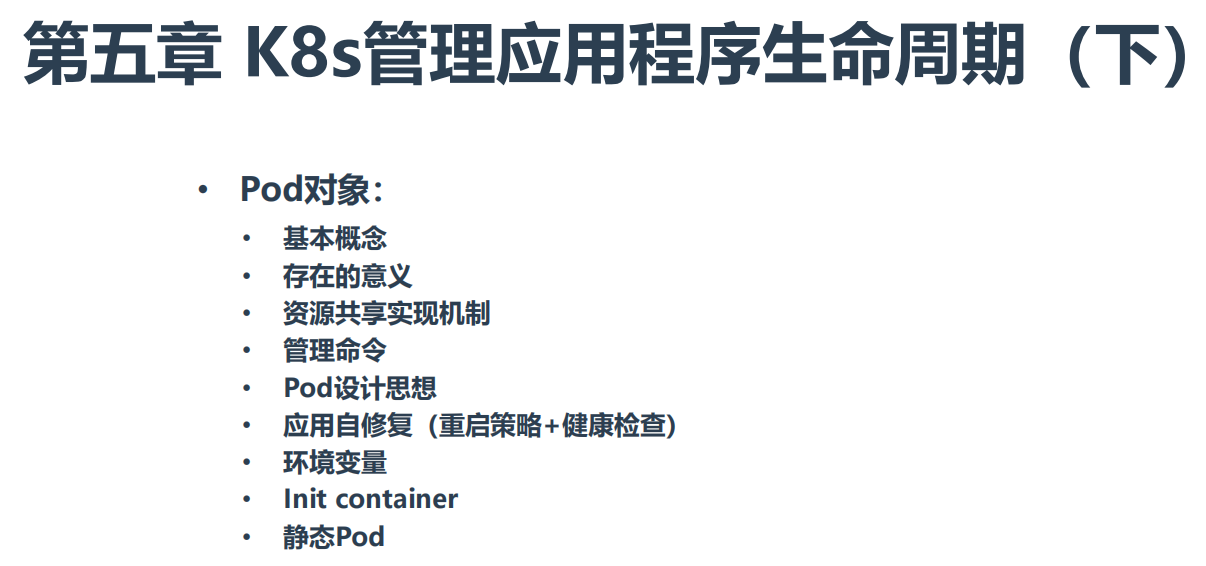 第五章 K8s管理应用程序生命周期（下）
• Pod对象：
• 基本概念
• 存在的意义
• 资源共享实现机制
• 管理命令
• Pod设计思想
• 应用自修复（重启策略+健康检查）
• 环境变量
• Init container
• 静态Pod